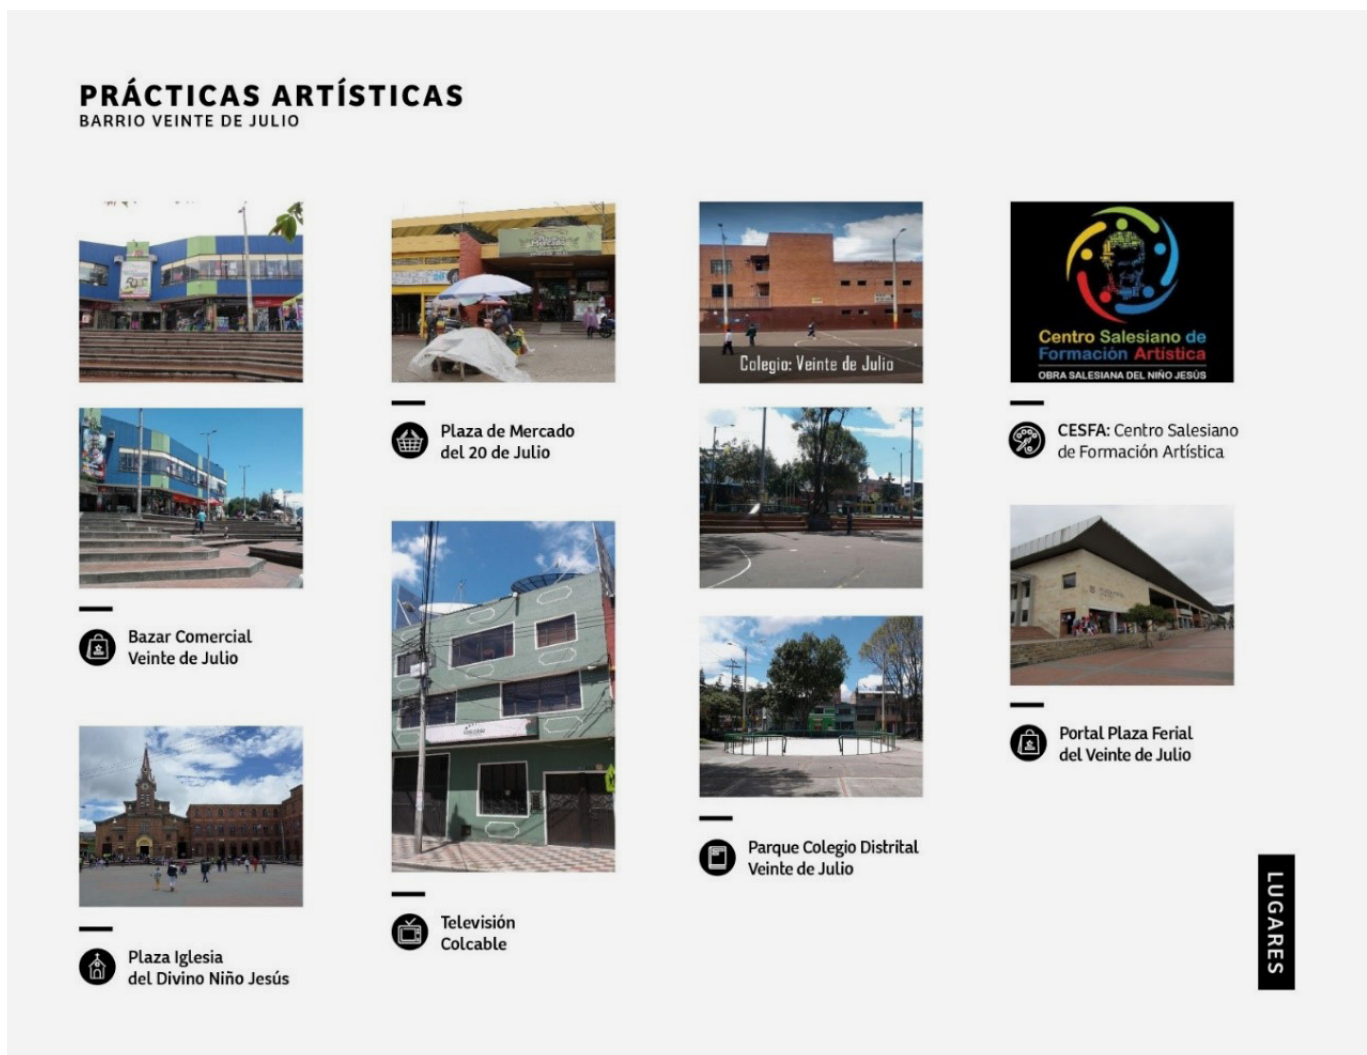 PRÁCTICAS ARTÍSTICAS
BARRIO VEINTE DE JULIO
Bazar Comercial
Veinte de Julio
Plaza Iglesia
del Divino Niño Jesús
Plaza de Mercado
del 20 de Julio
Televisión
Colcable
Colegio: Veinte de Julio
Parque Colegio Distrital
Veinte de Julio
Centro Salesiano de
Formación Artística
OBRA SALESIANA DEL NIÑO JESÚS
CESFA: Centro Salesiano
de Formación Artística
Portal Plaza Ferial
del Veinte de Julio
LUGARES